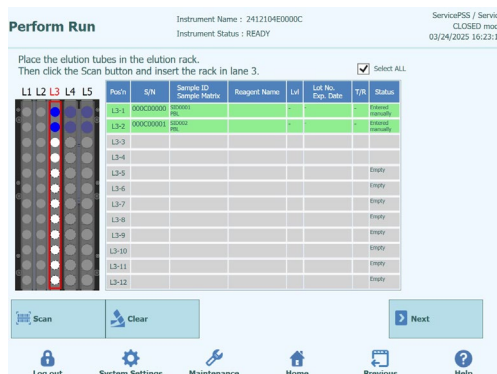 Perform Run
Instrument Name : 2412104E0000C
Instrument Status : READY
ServicePSS / Servic
CLOSED mod
03/24/2025 16:23:1
Place the elution tubes in the elution rack.
Then click the Scan button and insert the rack in lane 3.
Select ALL
L1 L2 L3 L4 L5
Pos'n S/N Sample ID Sample Matrix Reagent Name Lvl Lot No. Exp. Date T/R Status
L3-1 000C00000 SID0001 PBL - - - Entered manually
L3-2 000C00000 SID002 PBL - - - Entered manually
L3-3
L3-4
L3-5 Empty
L3-6 Empty
L3-7 Empty
L3-8 Empty
L3-9 Empty
L3-10 Empty
L3-11 Empty
L3-12 Empty
Scan
Clear
Next
Log out
System Settings
Maintenance
Home
Previous
Help